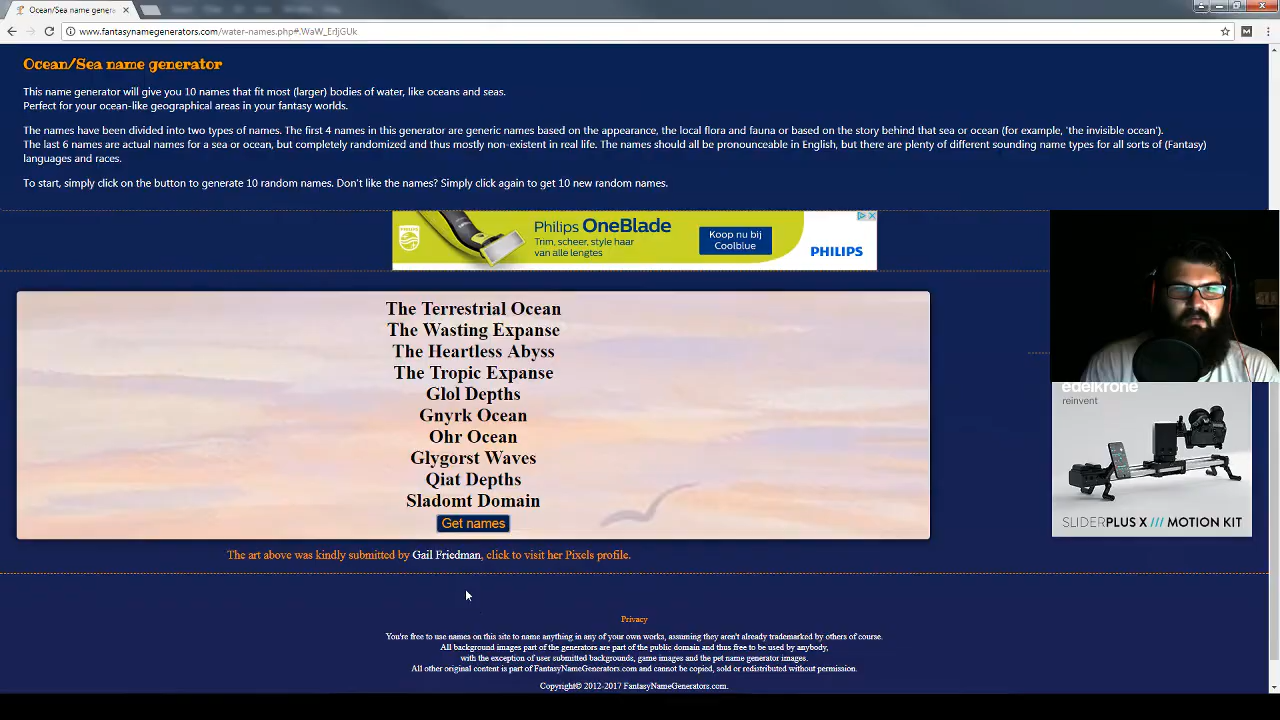 Ocean/Sea name genera
www.fantasynamegenerators.com/water-names.php#.WaW_ErljGUk
Ocean/Sea name generator
This name generator will give you 10 names that fit most (larger) bodies of water, like oceans and seas.
Perfect for your ocean-like geographical areas in your fantasy worlds.
The names have been divided into two types of names. The first 4 names in this generator are generic names based on the appearance, the local flora and fauna or based on the story behind that sea or ocean (for example, 'the invisible ocean').
The last 6 names are actual names for a sea or ocean, but completely randomized and thus mostly non-existent in real life. The names should all be pronounceable in English, but there are plenty of different sounding name types for all sorts of (Fantasy)
languages and races.
To start, simply click on the button to generate 10 random names. Don't like the names? Simply click again to get 10 new random names.
PHILIPS
Philips OneBlade
Trim, scheer, style haar
van alle lengtes
Koop nu bij
Coolblue
PHILIPS
The Terrestrial Ocean
The Wasting Expanse
The Heartless Abyss
The Tropic Expanse
Glol Depths
Gnyrk Ocean
Ohr Ocean
Glygorst Waves
Qiat Depths
Sladomt Domain
Get names
edelkrone
reinvent
SLIDERPLUS X /// MOTION KIT
The art above was kindly submitted by Gail Friedman, click to visit her Pixels profile.
Privacy
You're free to use names on this site to name anything in any of your own works, assuming they aren't already trademarked by others of course.
All background images part of the generators are part of the public domain and thus free to be used by anybody,
with the exception of user submitted backgrounds, game images and the pet name generator images.
All other original content is part of FantasyNameGenerators.com and cannot be copied, sold or redistributed without permission.
Copyright© 2012-2017 FantasyNameGenerators.com.